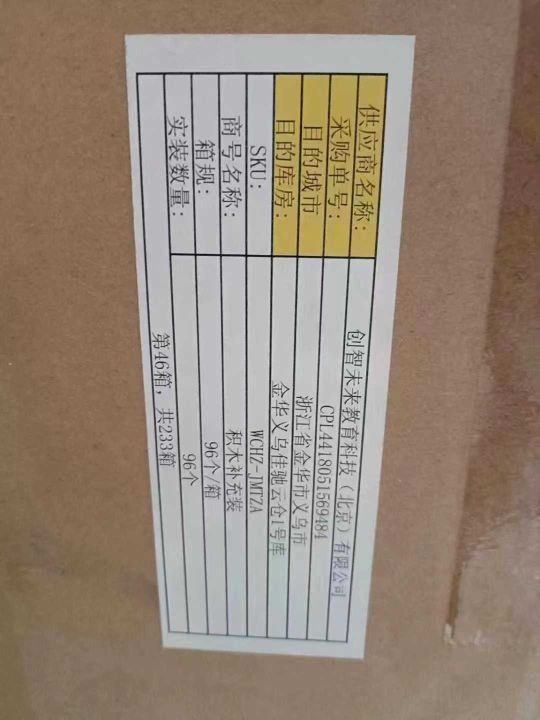 供应商名称: 创智未来教育科技（北京）有限公司
采购单号: CPL4418051569484
目的城市 浙江省金华市义乌市
目的库房: 金华义乌佳驰云仓1号库
SKU: WCHZ-JMTZA
商号名称: 积木补充装
箱规: 96个/箱
实装数量: 96个
第46箱，共233箱